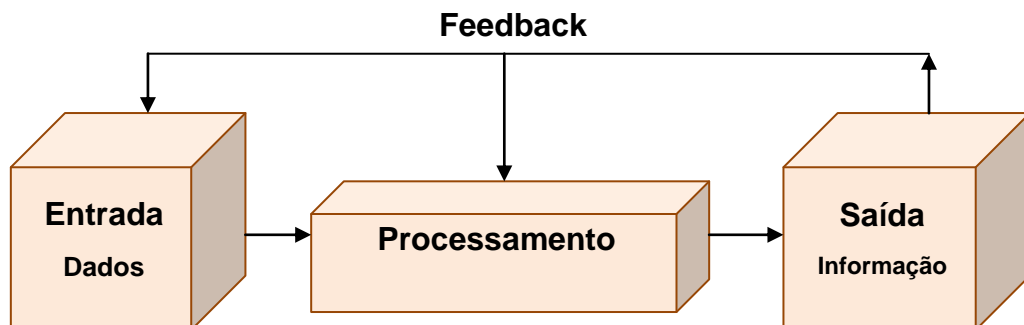 Feedback
Entrada
Dados
Processamento
Saída
Informação